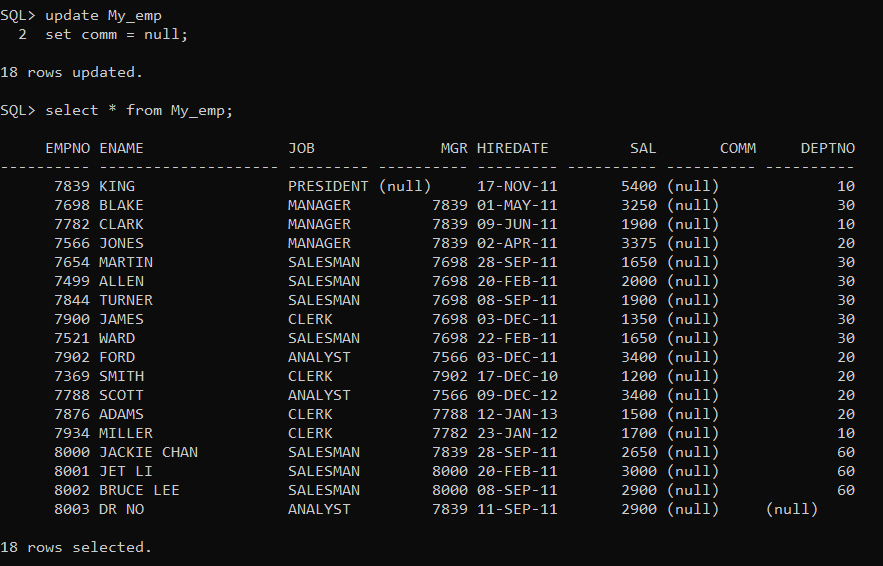 SQL> update My_emp
  2  set comm = null;
18 rows updated.
SQL> select * from My_emp;
     EMPNO ENAME                JOB              MGR HIREDATE         SAL       COMM     DEPTNO
---------- -------------------- --------- ---------- --------- ---------- ---------- ----------
      7839 KING                 PRESIDENT (null)     17-NOV-11       5400 (null)             10
      7698 BLAKE                MANAGER         7839 01-MAY-11       3250 (null)             30
      7782 CLARK                MANAGER         7839 09-JUN-11       1900 (null)             10
      7566 JONES                MANAGER         7839 02-APR-11       3375 (null)             20
      7654 MARTIN               SALESMAN        7698 28-SEP-11       1650 (null)             30
      7499 ALLEN                SALESMAN        7698 20-FEB-11       2000 (null)             30
      7844 TURNER               SALESMAN        7698 08-SEP-11       1900 (null)             30
      7900 JAMES                CLERK           7698 03-DEC-11       1350 (null)             30
      7521 WARD                 SALESMAN        7698 22-FEB-11       1650 (null)             30
      7902 FORD                 ANALYST         7566 03-DEC-11       3400 (null)             20
      7369 SMITH                CLERK           7902 17-DEC-10       1200 (null)             20
      7788 SCOTT                ANALYST         7566 09-DEC-12       3400 (null)             20
      7876 ADAMS                CLERK           7788 12-JAN-13       1500 (null)             20
      7934 MILLER               CLERK           7782 23-JAN-12       1700 (null)             10
      8000 JACKIE CHAN          SALESMAN        7839 28-SEP-11       2650 (null)             60
      8001 JET LI               SALESMAN        8000 20-FEB-11       3000 (null)             60
      8002 BRUCE LEE            SALESMAN        8000 08-SEP-11       2900 (null)             60
      8003 DR NO                ANALYST         7839 11-SEP-11       2900 (null)     (null)
18 rows selected.